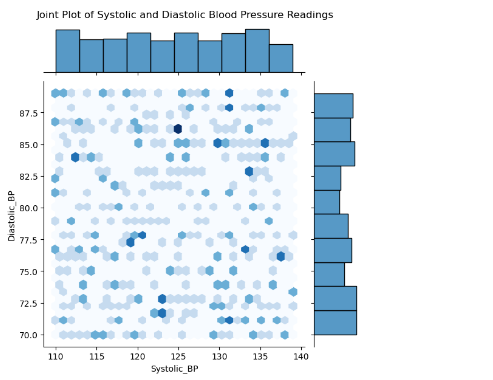 Joint Plot of Systolic and Diastolic Blood Pressure Readings
87.5
85.0
82.5
80.0
77.5
75.0
72.5
70.0
Diastolic_BP
110 115 120 125 130 135 140
Systolic_BP